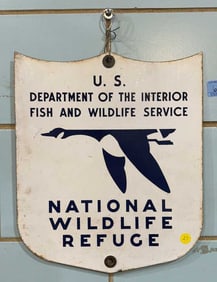 U. S.
DEPARTMENT OF THE INTERIOR
FISH AND WILDLIFE SERVICE
NATIONAL
WILDLIFE
REFUGE